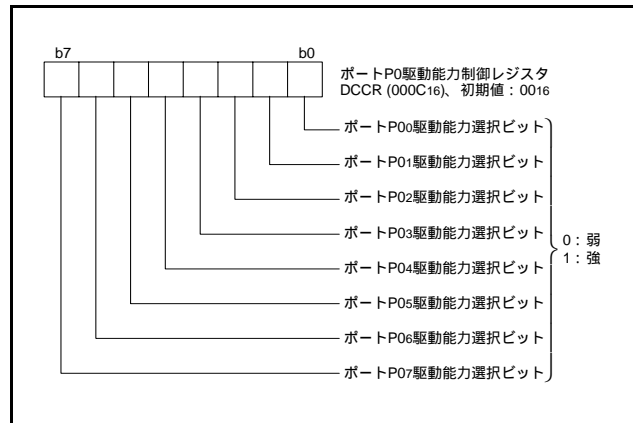 b7 b0
ポートP0駆動能力制御レジスタ
DCCR (000C16)、初期値：0016
ポートP00駆動能力選択ビット
ポートP01駆動能力選択ビット
ポートP02駆動能力選択ビット
ポートP03駆動能力選択ビット
ポートP04駆動能力選択ビット
ポートP05駆動能力選択ビット
ポートP06駆動能力選択ビット
ポートP07駆動能力選択ビット
0：弱
1：強